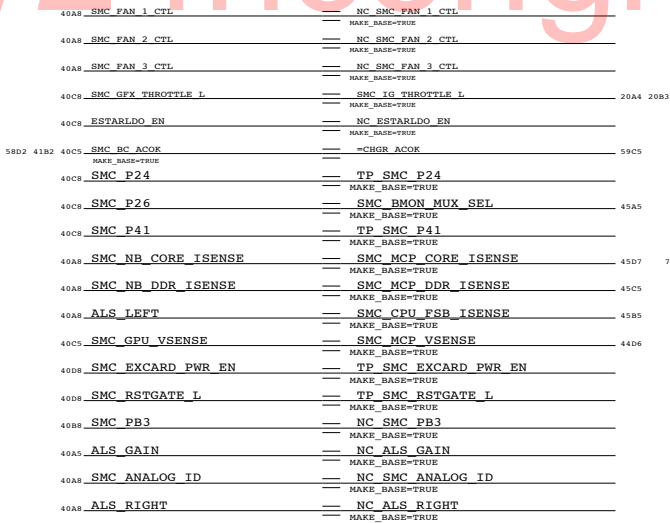 40A8 SMC_FAN_1_CTL NC_SMC_FAN_1_CTL
MAKE_BASE=TRUE
40A8 SMC_FAN_2_CTL NC_SMC_FAN_2_CTL
MAKE_BASE=TRUE
40A8 SMC_FAN_3_CTL NC_SMC_FAN_3_CTL
MAKE_BASE=TRUE
40C8 SMC_GFX_THROTTLE_L SMC_IG_THROTTLE_L 20A4 20B3
MAKE_BASE=TRUE
40C8 ESTARLDO_EN NC_ESTARLDO_EN
MAKE_BASE=TRUE
58D2 41B2 40C5 SMC_BC_ACOK =CHGR_ACOK 59C5
MAKE_BASE=TRUE
40C8 SMC_P24 TP_SMC_P24
MAKE_BASE=TRUE
40C8 SMC_P26 SMC_BMON_MUX_SEL 45A5
MAKE_BASE=TRUE
40C8 SMC_P41 TP_SMC_P41
MAKE_BASE=TRUE
40A8 SMC_NB_CORE_ISENSE SMC_MCP_CORE_ISENSE 45D7 7
MAKE_BASE=TRUE
40A8 SMC_NB_DDR_ISENSE SMC_MCP_DDR_ISENSE 45C5
MAKE_BASE=TRUE
40A8 ALS_LEFT SMC_CPU_FSB_ISENSE 45B5
MAKE_BASE=TRUE
40C5 SMC_GPU_VSENSE SMC_MCP_VSENSE 44D6
MAKE_BASE=TRUE
40D8 SMC_EXCARD_PWR_EN TP_SMC_EXCARD_PWR_EN
MAKE_BASE=TRUE
40D8 SMC_RSTGATE_L TP_SMC_RSTGATE_L
MAKE_BASE=TRUE
40B8 SMC_PB3 NC_SMC_PB3
MAKE_BASE=TRUE
40A5 ALS_GAIN NC_ALS_GAIN
MAKE_BASE=TRUE
40A8 SMC_ANALOG_ID NC_SMC_ANALOG_ID
MAKE_BASE=TRUE
40A8 ALS_RIGHT NC_ALS_RIGHT
MAKE_BASE=TRUE